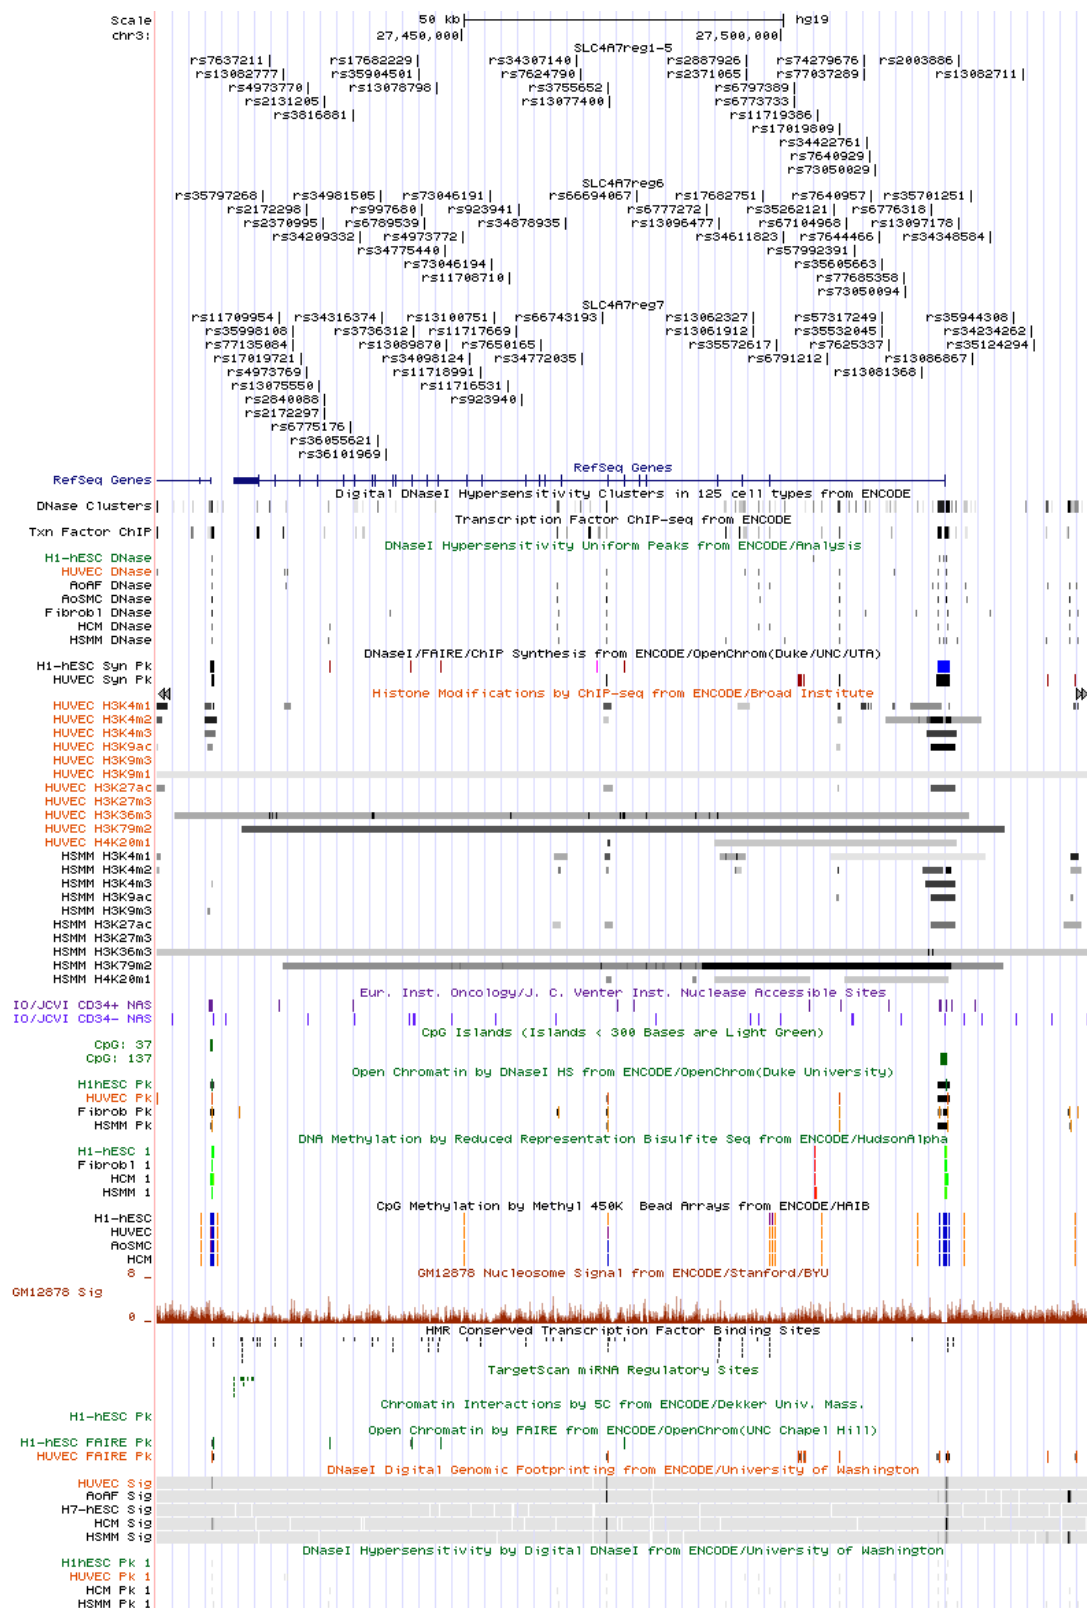 Scale 50 kb hg19
chr3: 27,450,000 27,500,000
SLC4A7reg1-5
rs7637211 rs17682229 rs34307140 rs2887926 rs74279676 rs2003886
rs13082777 rs35904501 rs7624790 rs2371065 rs77037289 rs13082711
rs4973770 rs13078798 rs3755652 rs6797389
rs2131205 rs13077400 rs6773733
rs3816881 rs11719386
rs17019809
rs34422761
rs7640929
rs73050029
SLC4A7reg6
rs35797268 rs34981505 rs73046191 rs66694067 rs17682751 rs7640957 rs35701251
rs2172298 rs997680 rs923941 rs6777272 rs35262121 rs6776318
rs2370995 rs6789539 rs34878935 rs13096477 rs67104968 rs13097178
rs34209332 rs4973772 rs34611823 rs7644466 rs34348584
rs34775440 rs57992391
rs73046194 rs35605663
rs11708710 rs77685358
rs73050094
SLC4A7reg7
rs11709954 rs34316374 rs13100751 rs66743193 rs13062327 rs57317249 rs35944308
rs35998108 rs3736312 rs11717669 rs13061912 rs35532045 rs34234262
rs77135084 rs13089870 rs7650165 rs35572617 rs7625337 rs35124294
rs17019721 rs34098124 rs34772035 rs6791212 rs13086867
rs4973769 rs11718991 rs13081368
rs13075550 rs11716531
rs2840088 rs923940
rs2172297
rs6775176
rs36055621
rs36101969
RefSeq Genes
RefSeq Genes
Digital DNaseI Hypersensitivity Clusters in 125 cell types from ENCODE
DNase Clusters
Transcription Factor ChIP-seq from ENCODE
Txn Factor ChIP
DNaseI Hypersensitivity Uniform Peaks from ENCODE/Analysis
H1-hESC DNase
HUVEC DNase
AoAF DNase
AoSMC DNase
Fibrobl DNase
HCM DNase
HSMM DNase
DNaseI/FAIRE/ChIP Synthesis from ENCODE/OpenChrom(Duke/UNC/UTA)
H1-hESC Syn Pk
HUVEC Syn Pk
Histone Modifications by ChIP-seq from ENCODE/Broad Institute
HUVEC H3K4m1
HUVEC H3K4m2
HUVEC H3K4m3
HUVEC H3K9ac
HUVEC H3K9m3
HUVEC H3K9m1
HUVEC H3K27ac
HUVEC H3K27m3
HUVEC H3K36m3
HUVEC H3K79m2
HUVEC H4K20m1
HSMM H3K4m1
HSMM H3K4m2
HSMM H3K4m3
HSMM H3K9ac
HSMM H3K9m3
HSMM H3K27ac
HSMM H3K27m3
HSMM H3K36m3
HSMM H3K79m2
HSMM H4K20m1
Eur. Inst. Oncology/J. C. Venter Inst. Nuclease Accessible Sites
IO/JCVI CD34+ NAS
IO/JCVI CD34- NAS
CpG Islands (Islands < 300 Bases are Light Green)
CpG: 37
CpG: 137
Open Chromatin by DNaseI HS from ENCODE/OpenChrom(Duke University)
H1hESC Pk
HUVEC Pk
Fibrob Pk
HSMM Pk
DNA Methylation by Reduced Representation Bisulfite Seq from ENCODE/HudsonAlpha
H1-hESC 1
Fibrobl 1
HCM 1
HSMM 1
CpG Methylation by Methyl 450K Bead Arrays from ENCODE/HAIB
H1-hESC
HUVEC
AoSMC
HCM
GM12878 Nucleosome Signal from ENCODE/Stanford/BYU
8 _
GM12878 Sig
0 _
HMR Conserved Transcription Factor Binding Sites
TargetScan miRNA Regulatory Sites
Chromatin Interactions by 5C from ENCODE/Dekker Univ. Mass.
H1-hESC Pk
Open Chromatin by FAIRE from ENCODE/OpenChrom(UNC Chapel Hill)
H1-hESC FAIRE Pk
HUVEC FAIRE Pk
DNaseI Digital Genomic Footprinting from ENCODE/University of Washington
HUVEC Sig
AoAF Sig
H7-hESC Sig
HCM Sig
HSMM Sig
DNaseI Hypersensitivity by Digital DNaseI from ENCODE/University of Washington
H1hESC Pk 1
HUVEC Pk 1
HCM Pk 1
HSMM Pk 1